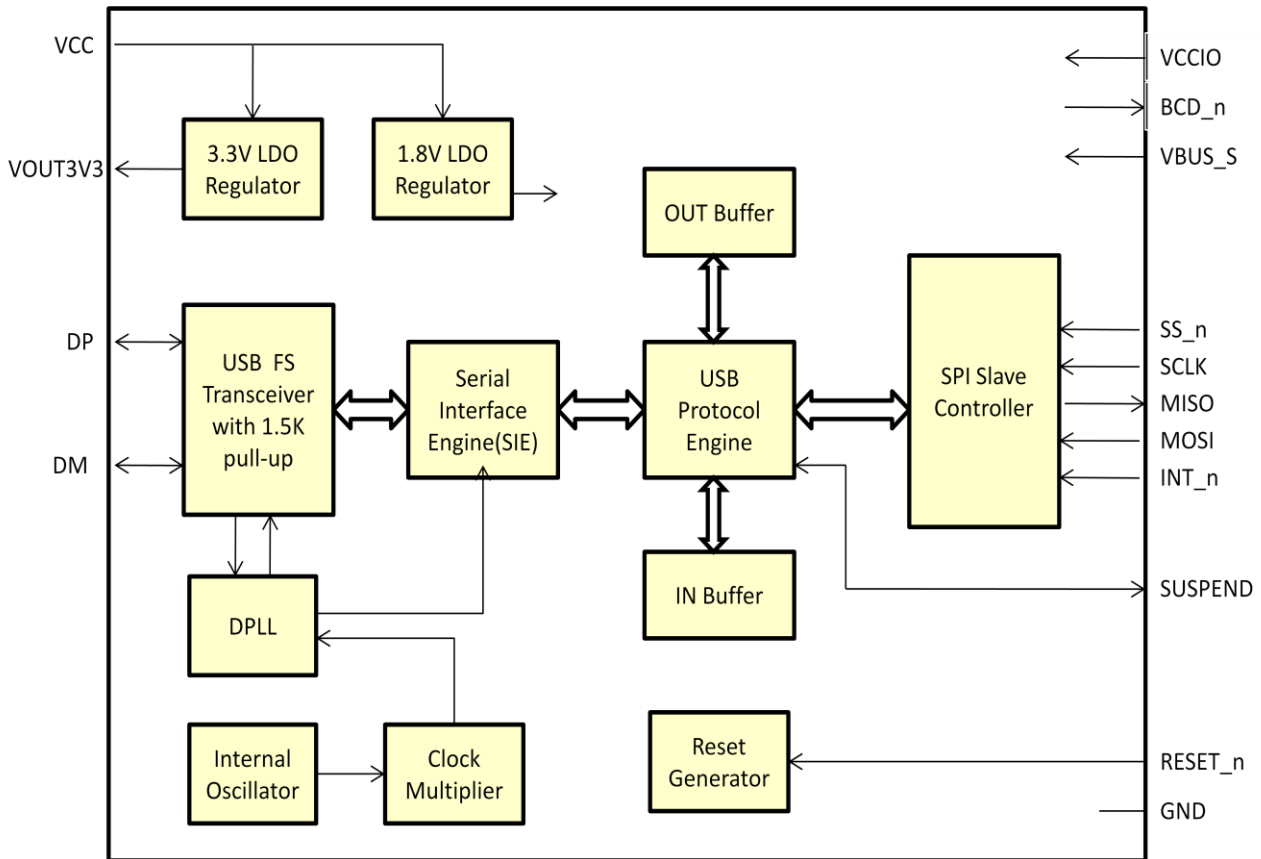 VCC
VCCIO
BCD_n
VOUT3V3
3.3V LDO
Regulator
1.8V LDO
Regulator
VBUS_S
OUT Buffer
DP
DM
USB FS
Transceiver
with 1.5K
pull-up
Serial
Interface
Engine(SIE)
USB
Protocol
Engine
SPI Slave
Controller
SS_n
SCLK
MISO
MOSI
INT_n
DPLL
IN Buffer
SUSPEND
Internal
Oscillator
Clock
Multiplier
Reset
Generator
RESET_n
GND